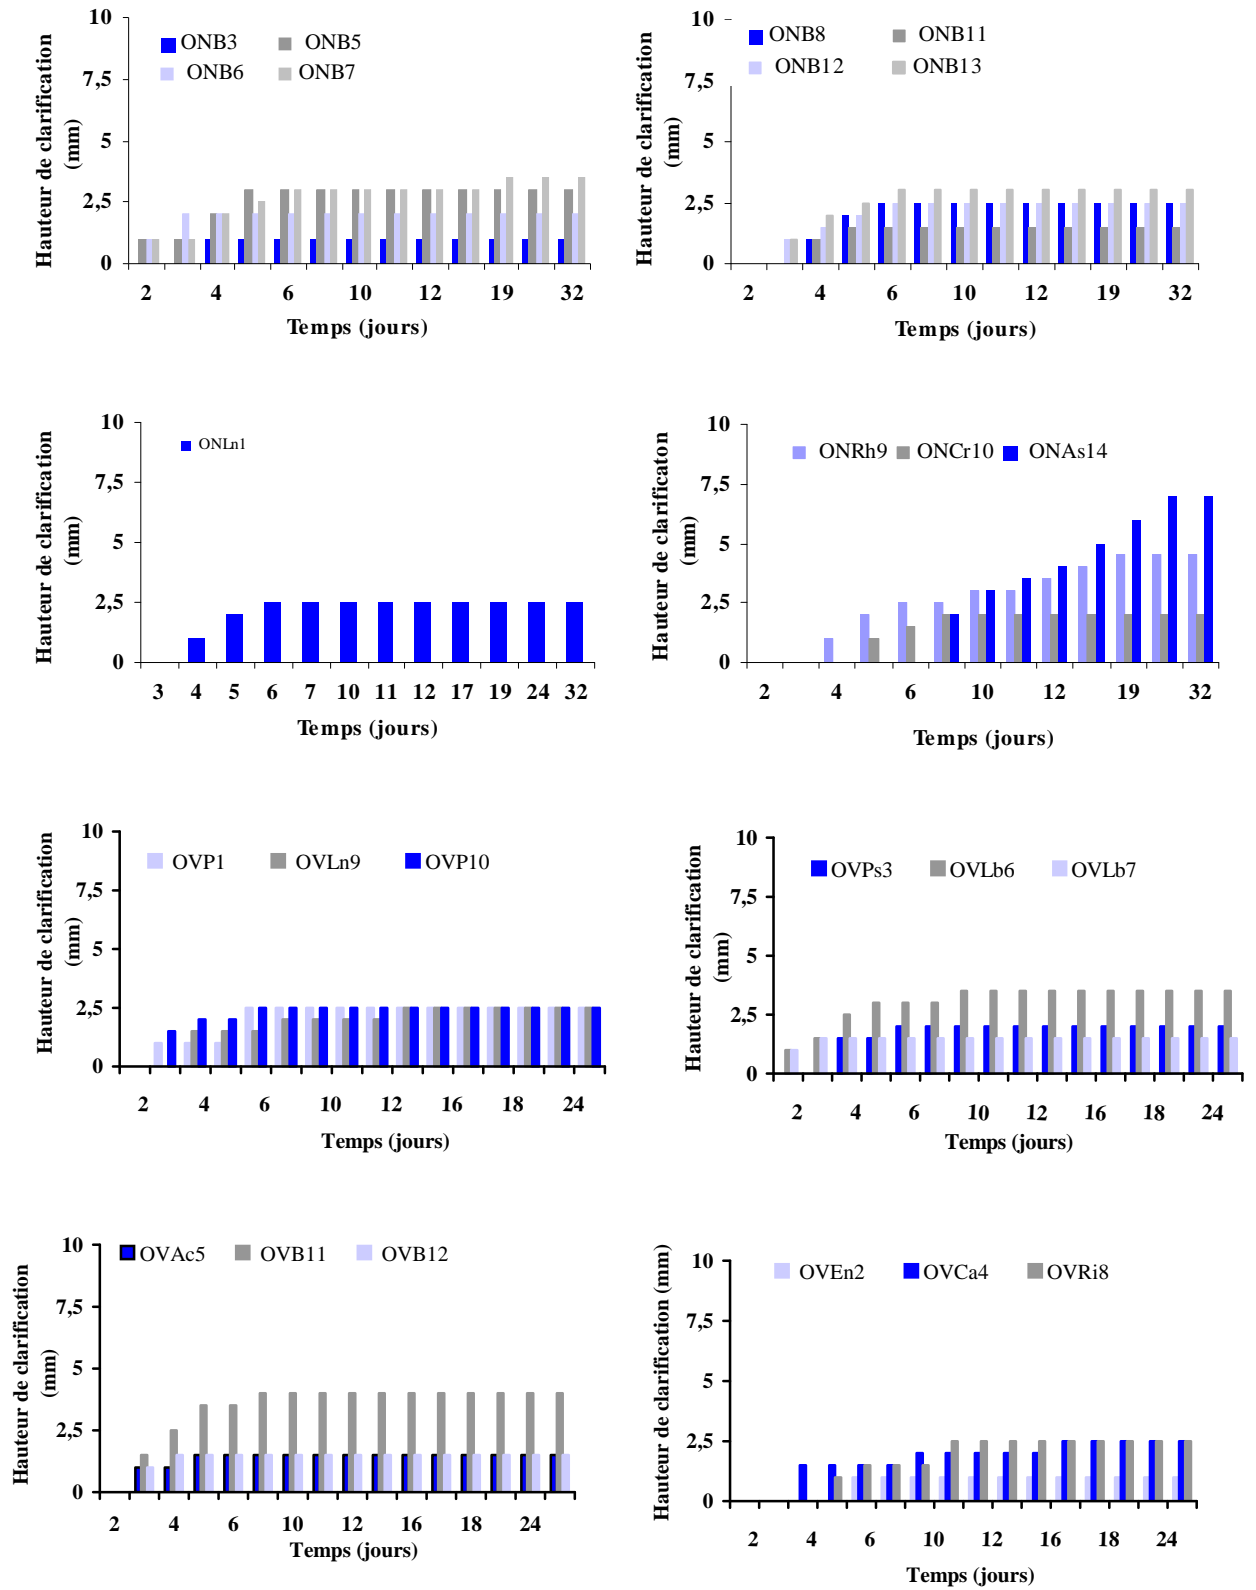 10
7,5
5
2,5
0
Hauteur de clarification
(mm)
ONB3 ONB5
ONB6 ONB7
2 4 6 10 12 19 32
Temps (jours)
10
7,5
5
2,5
0
Hauteur de clarification
(mm)
ONB8 ONB11
ONB12 ONB13
2 4 6 10 12 19 32
Temps (jours)
10
7,5
5
2,5
0
Hauteur de clarification
(mm)
ONLn1
3 4 5 6 7 10 11 12 17 19 24 32
Temps (jours)
10
7,5
5
2,5
0
Hauteur de clarificaton
(mm)
ONRh9 ONCr10 ONAs14
2 4 6 10 12 19 32
Temps (jours)
10
7,5
5
2,5
0
Hauteur de clarification
(mm)
OVP1 OVLn9 OVP10
2 4 6 10 12 16 18 24
Temps (jours)
10
7,5
5
2,5
0
Hauteur de clarification
(mm)
OVPs3 OVLb6 OVLb7
2 4 6 10 12 16 18 24
Temps (jours)
10
7,5
5
2,5
0
Hauteur de clarification
(mm)
OVAc5 OVB11 OVB12
2 4 6 10 12 16 18 24
Temps (jours)
10
7,5
5
2,5
0
Hauteur de clarification (mm)
OVEn2 OVCa4 OVRi8
2 4 6 10 12 16 18 24
Temps (jours)